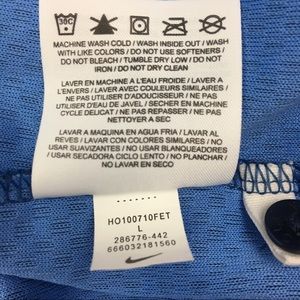 30C
MACHINE WASH COLD / WASH INSIDE OUT / WASH
WITH LIKE COLORS / DO NOT USE SOFTENERS /
DO NOT BLEACH / TUMBLE DRY LOW / DO NOT
IRON / DO NOT DRY CLEAN
LAVER EN MACHINE A L'EAU FROIDE / LAVER A
L'ENVERS / LAVER AVEC COULEURS SIMILAIRES /
NE PAS UTILISER D'ADOUCISSEUR / NE PAS
UTILISER D'EAU DE JAVEL / SECHER EN MACHINE
CYCLE DELICAT / NE PAS REPASSER / NE PAS
NETTOYER A SEC
LAVAR A MAQUINA EN AGUA FRIA / LAVAR AL
REVES / LAVAR CON COLORES SIMILARES / NO
USAR SUAVIZANTES / NO USAR BLANQUEADORES
/ USAR SECADORA CICLO LENTO / NO PLANCHAR
/ NO LAVAR EN SECO
HO100710FET
L
286776-442
666032181560